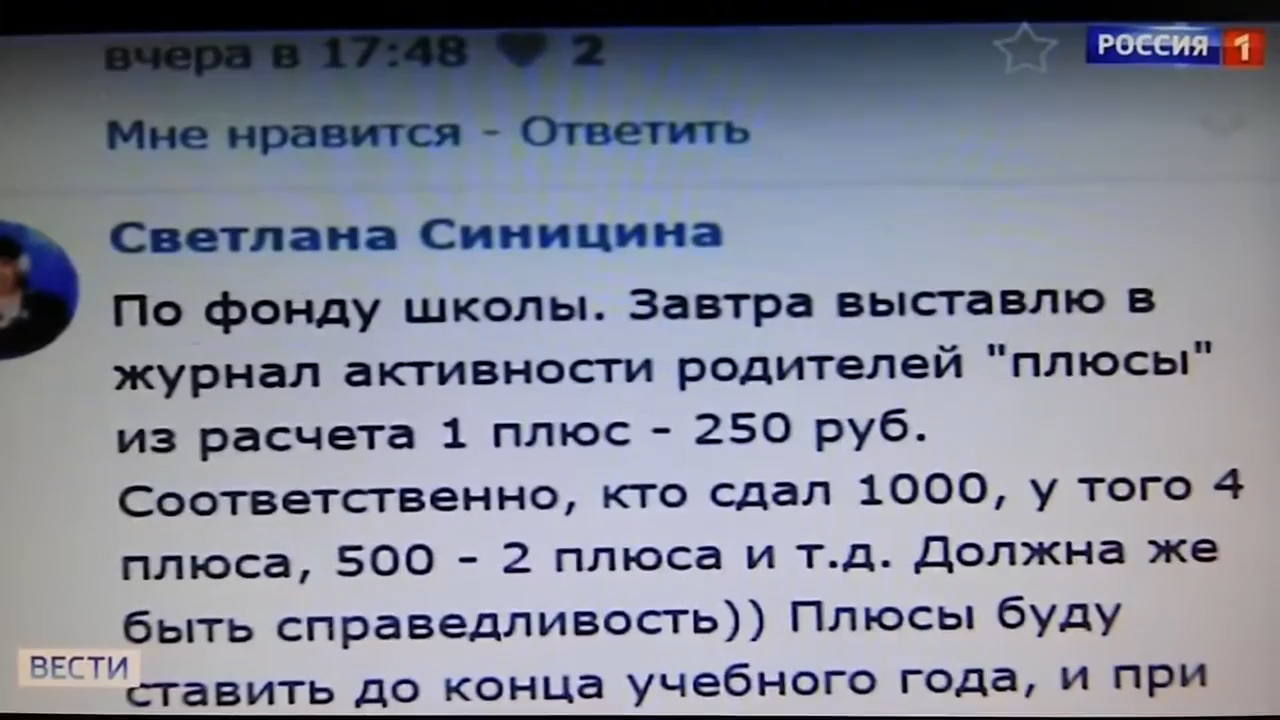 вчера в 17:48 2
РОССИЯ 1
Мне нравится - Ответить
Светлана Синицина
По фонду школы. Завтра выставлю в
журнал активности родителей "плюсы"
из расчета 1 плюс - 250 руб.
Соответственно, кто сдал 1000, у того 4
плюса, 500 - 2 плюса и т.д. Должна же
быть справедливость)) Плюсы буду
ставить до конца учебного года, и при
ВЕСТИ